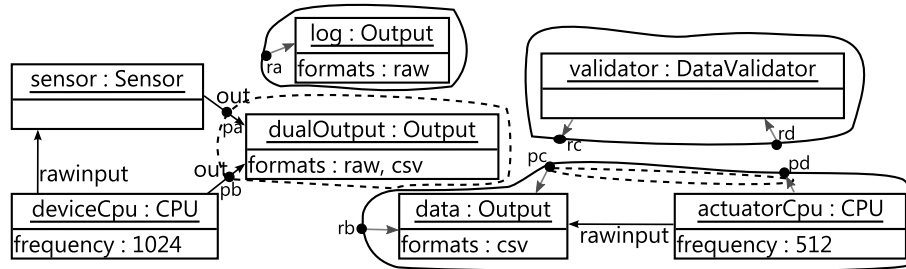 log : Output
formats : raw
ra
sensor : Sensor
validator : DataValidator
out
pa
dualOutput : Output
formats : raw, csv
rc
rd
rawinput
out
pb
pc
pd
deviceCpu : CPU
frequency : 1024
rb
data : Output
formats : csv
rawinput
actuatorCpu : CPU
frequency : 512